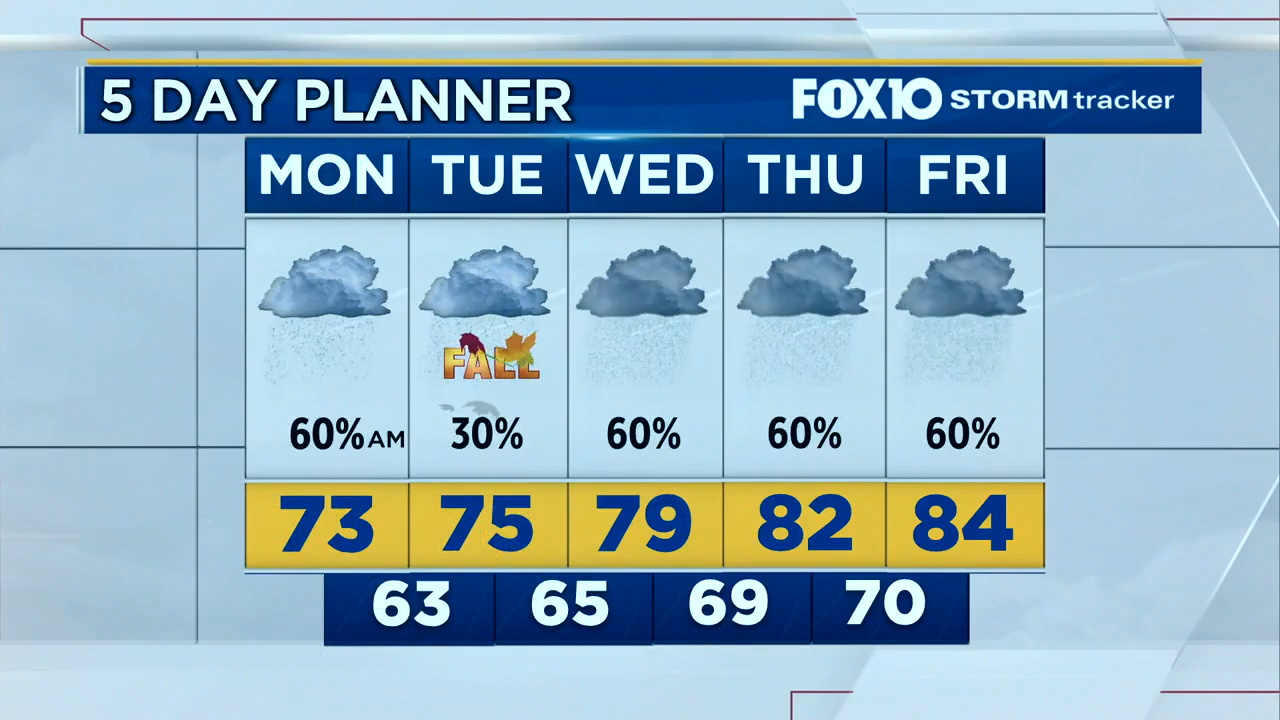 5 DAY PLANNER FOX10 STORM tracker
MON TUE WED THU FRI
FALL
60% AM 30% 60% 60% 60%
73 75 79 82 84
63 65 69 70